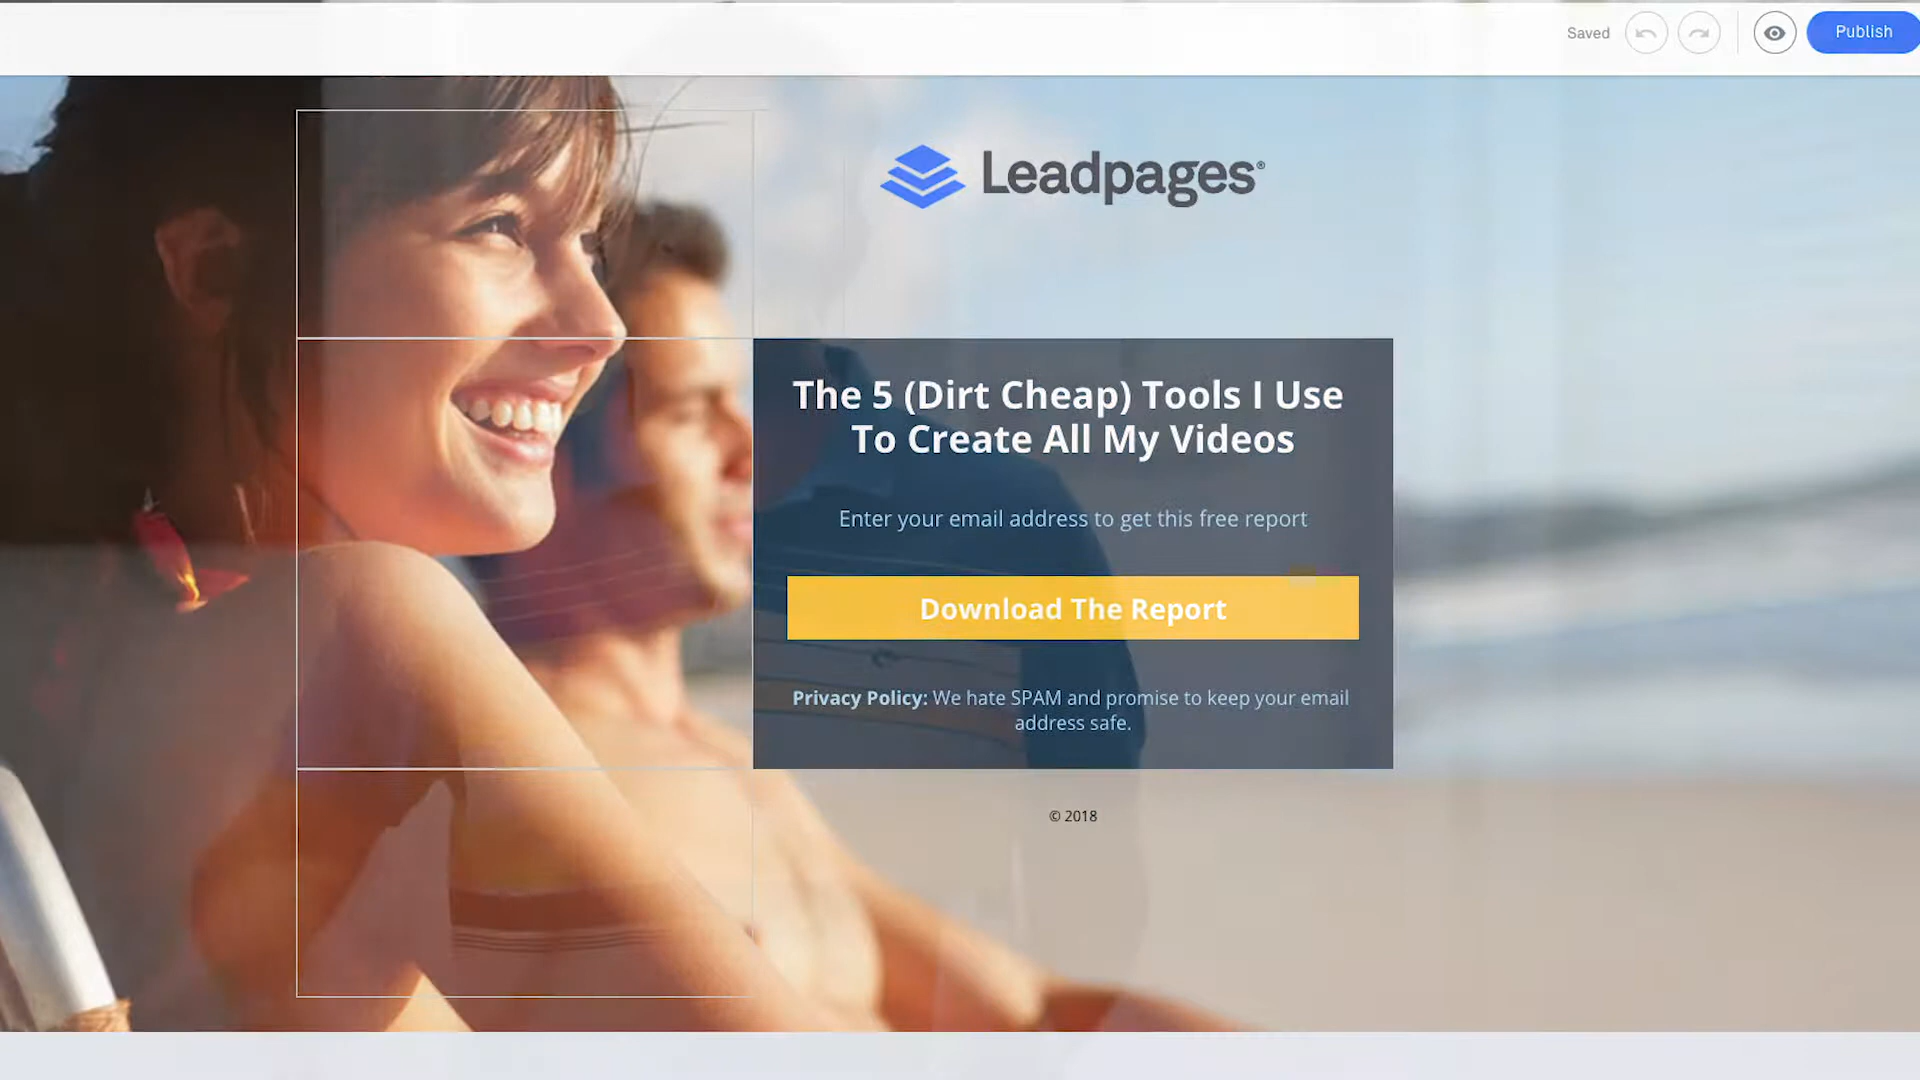 Saved
Publish
Leadpages®
The 5 (Dirt Cheap) Tools I Use
To Create All My Videos
Enter your email address to get this free report
Download The Report
Privacy Policy: We hate SPAM and promise to keep your email
address safe.
© 2018